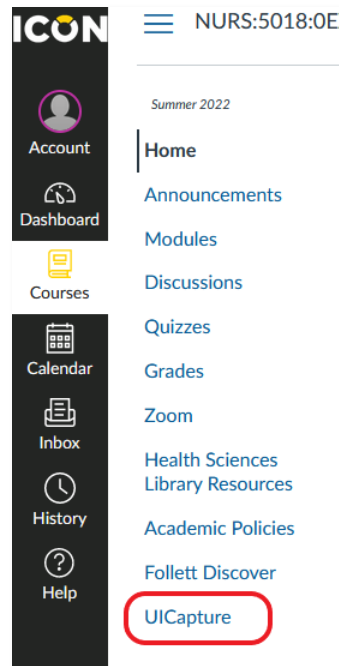 ICON
NURS:5018:0E
Account
Dashboard
Courses
Calendar
Inbox
History
Help
Summer 2022
Home
Announcements
Modules
Discussions
Quizzes
Grades
Zoom
Health Sciences
Library Resources
Academic Policies
Follett Discover
UICapture